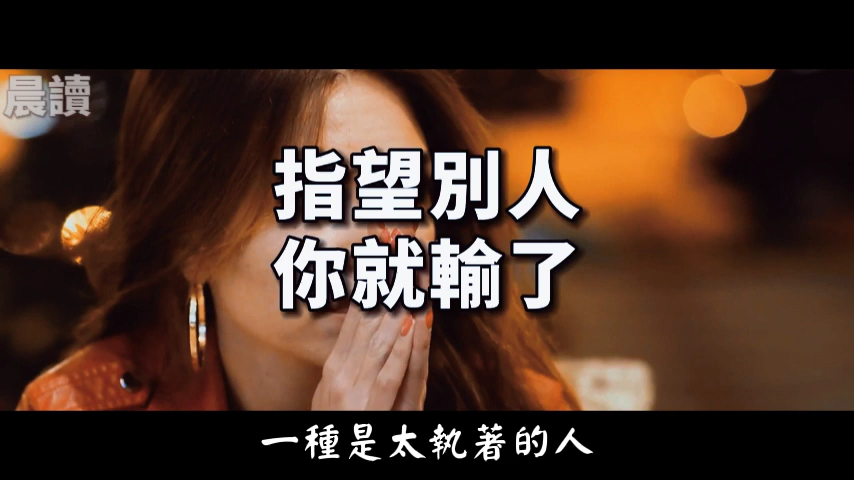 晨讀
指望別人
你就輸了
一種是太執著的人